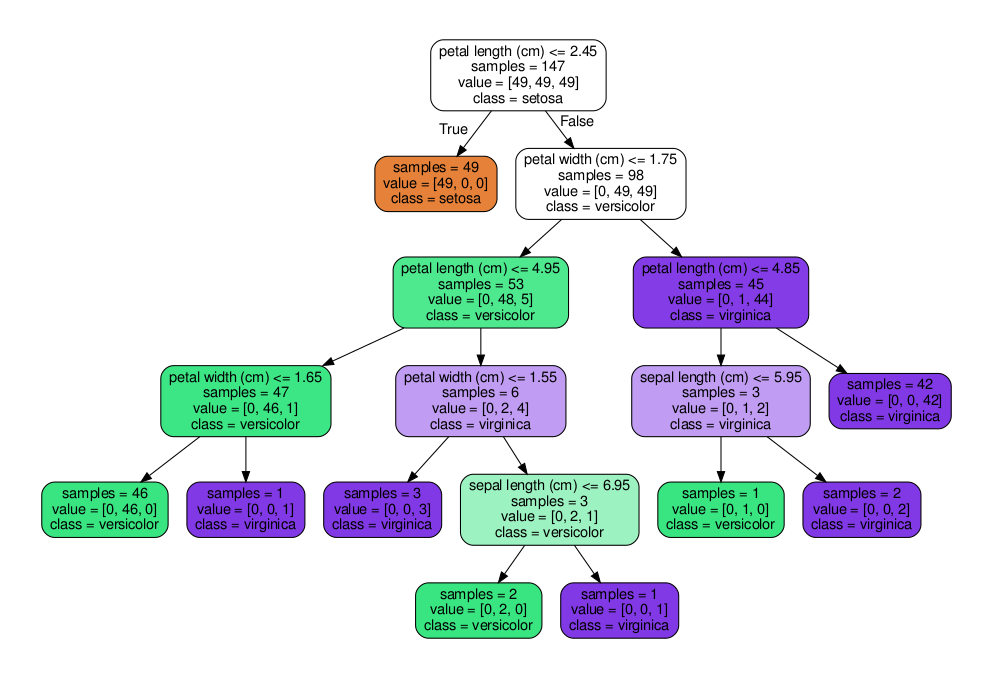 petal length (cm) <= 2.45
samples = 147
value = [49, 49, 49]
class = setosa
True
False
samples = 49
value = [49, 0, 0]
class = setosa
petal width (cm) <= 1.75
samples = 98
value = [0, 49, 49]
class = versicolor
petal length (cm) <= 4.95
samples = 53
value = [0, 48, 5]
class = versicolor
petal length (cm) <= 4.85
samples = 45
value = [0, 1, 44]
class = virginica
petal width (cm) <= 1.65
samples = 47
value = [0, 46, 1]
class = versicolor
petal width (cm) <= 1.55
samples = 6
value = [0, 2, 4]
class = virginica
sepal length (cm) <= 5.95
samples = 3
value = [0, 1, 2]
class = virginica
samples = 42
value = [0, 0, 42]
class = virginica
samples = 46
value = [0, 46, 0]
class = versicolor
samples = 1
value = [0, 0, 1]
class = virginica
samples = 3
value = [0, 0, 3]
class = virginica
sepal length (cm) <= 6.95
samples = 3
value = [0, 2, 1]
class = versicolor
samples = 1
value = [0, 1, 0]
class = versicolor
samples = 2
value = [0, 0, 2]
class = virginica
samples = 2
value = [0, 2, 0]
class = versicolor
samples = 1
value = [0, 0, 1]
class = virginica